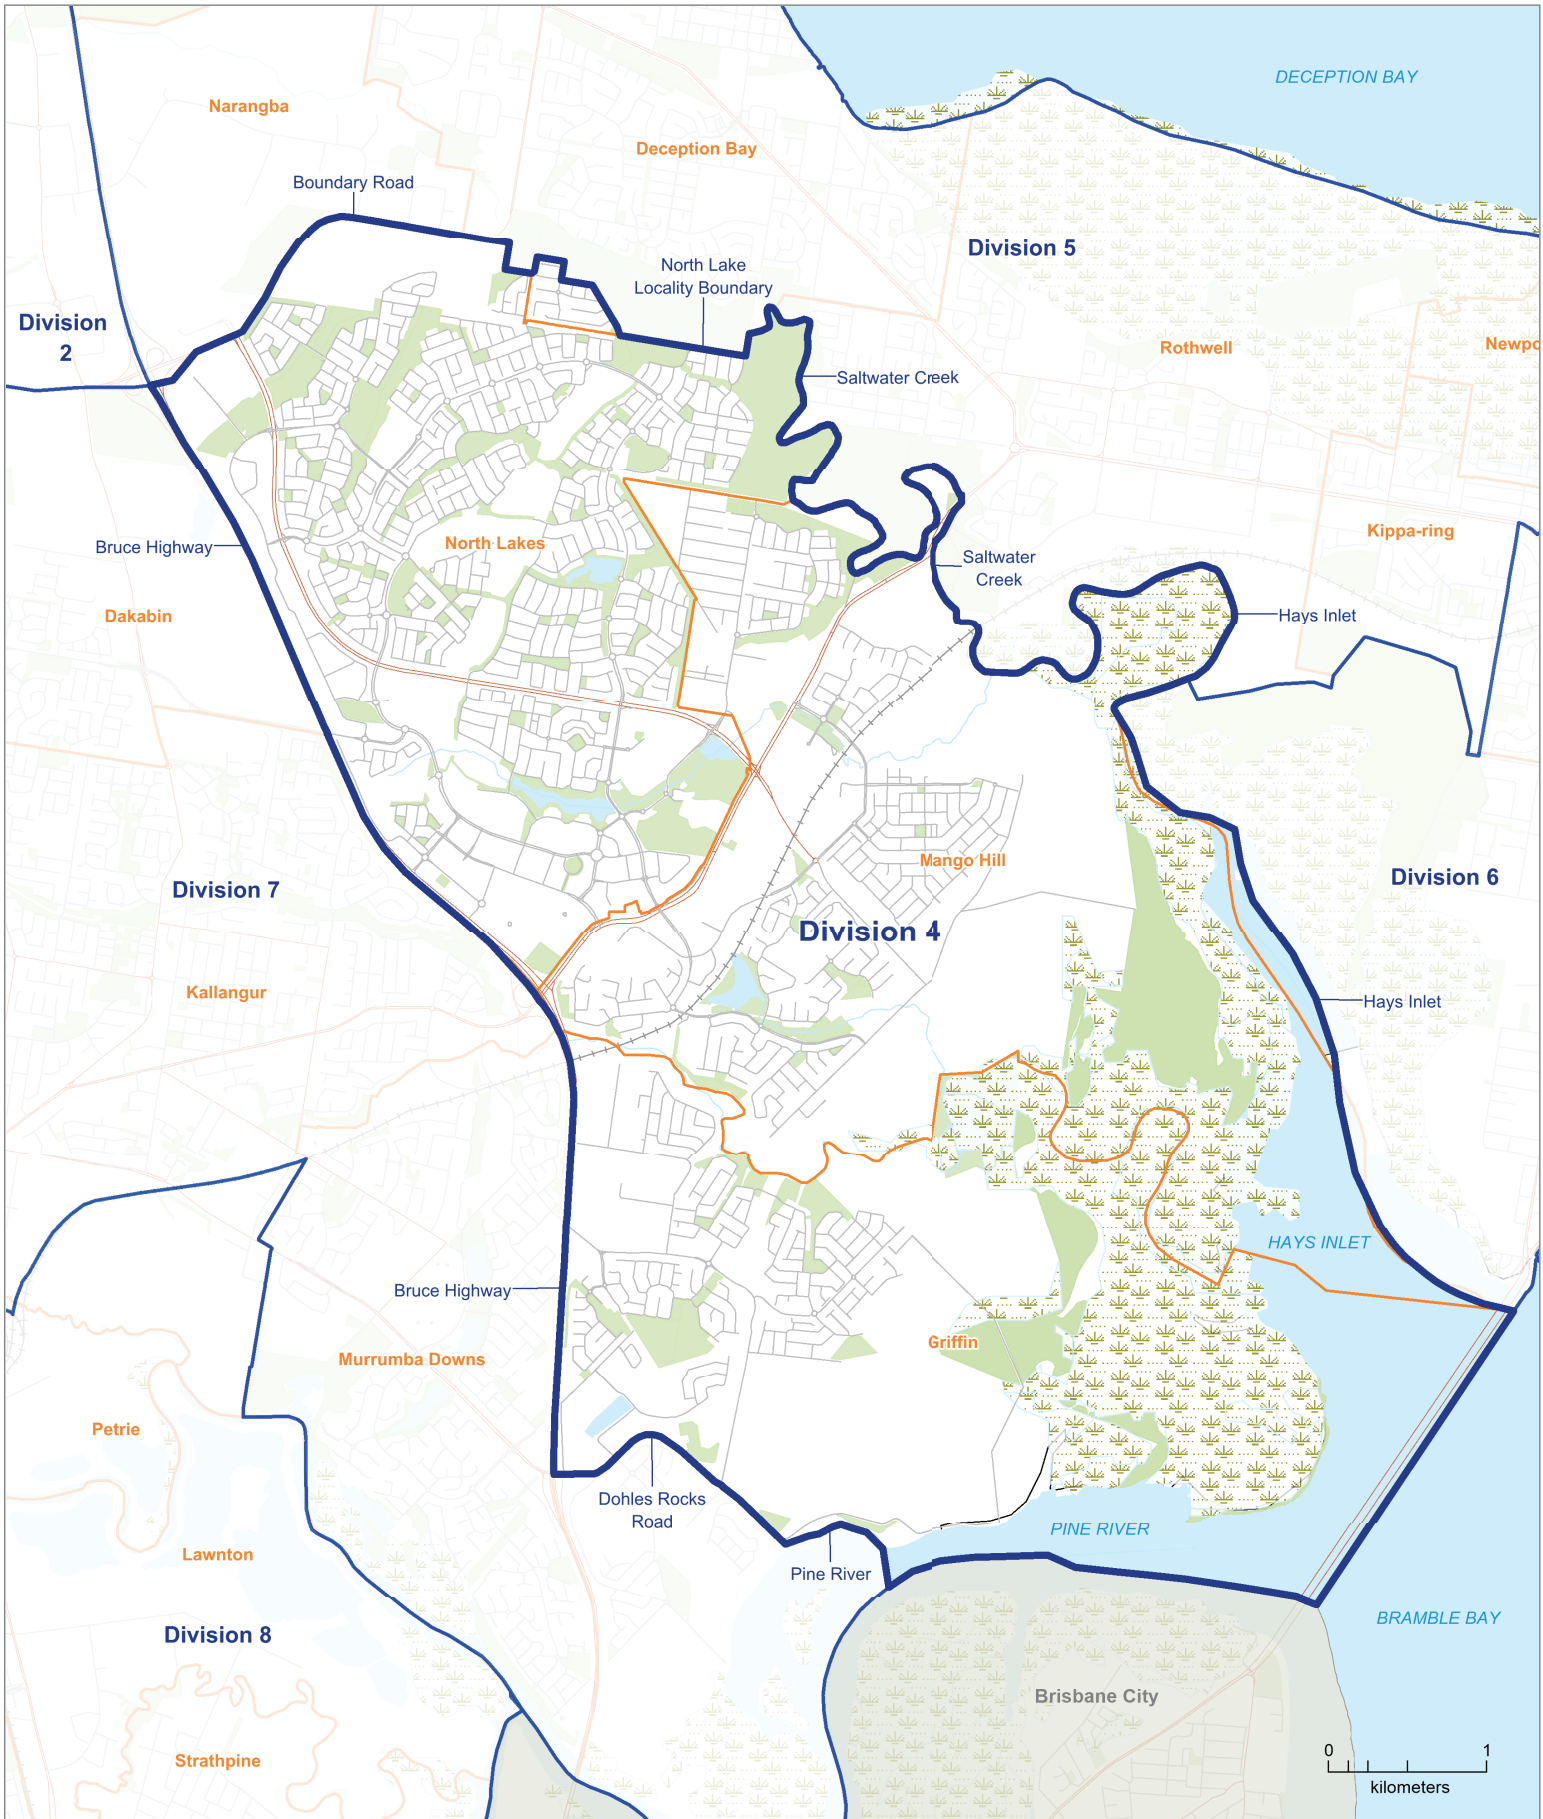 DECEPTION BAY
Narangba
Deception Bay
Boundary Road
Division 5
North Lake
Locality Boundary
Division
2
Rothwell
Newpo
Saltwater Creek
Kippa-ring
North Lakes
Bruce Highway
Saltwater
Creek
Dakabin
Hays Inlet
Mango Hill
Division 6
Division 7
Division 4
Kallangur
Hays Inlet
HAYS INLET
Bruce Highway
Griffin
Murrumba Downs
Petrie
Dohles Rocks
Road
PINE RIVER
Lawnton
Pine River
BRAMBLE BAY
Division 8
Brisbane City
Strathpine
0 1
kilometers